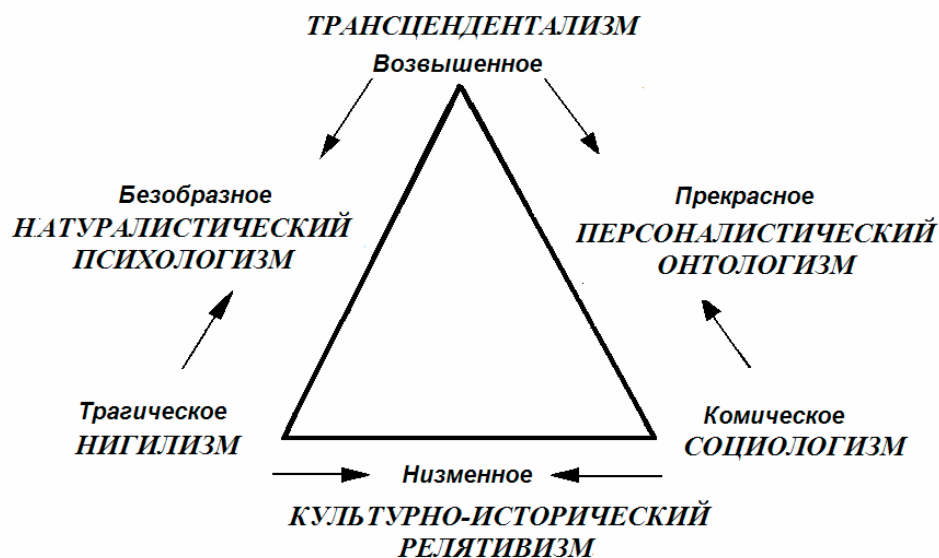 ТРАНСЦЕНДЕНТАЛИЗМ
Возвышенное
Безобразное
НАТУРАЛИСТИЧЕСКИЙ
ПСИХОЛОГИЗМ
Прекрасное
ПЕРСОНАЛИСТИЧЕСКИЙ
ОНТОЛОГИЗМ
Трагическое
НИГИЛИЗМ
Комическое
СОЦИОЛОГИЗМ
Низменное
КУЛЬТУРНО-ИСТОРИЧЕСКИЙ
РЕЛЯТИВИЗМ